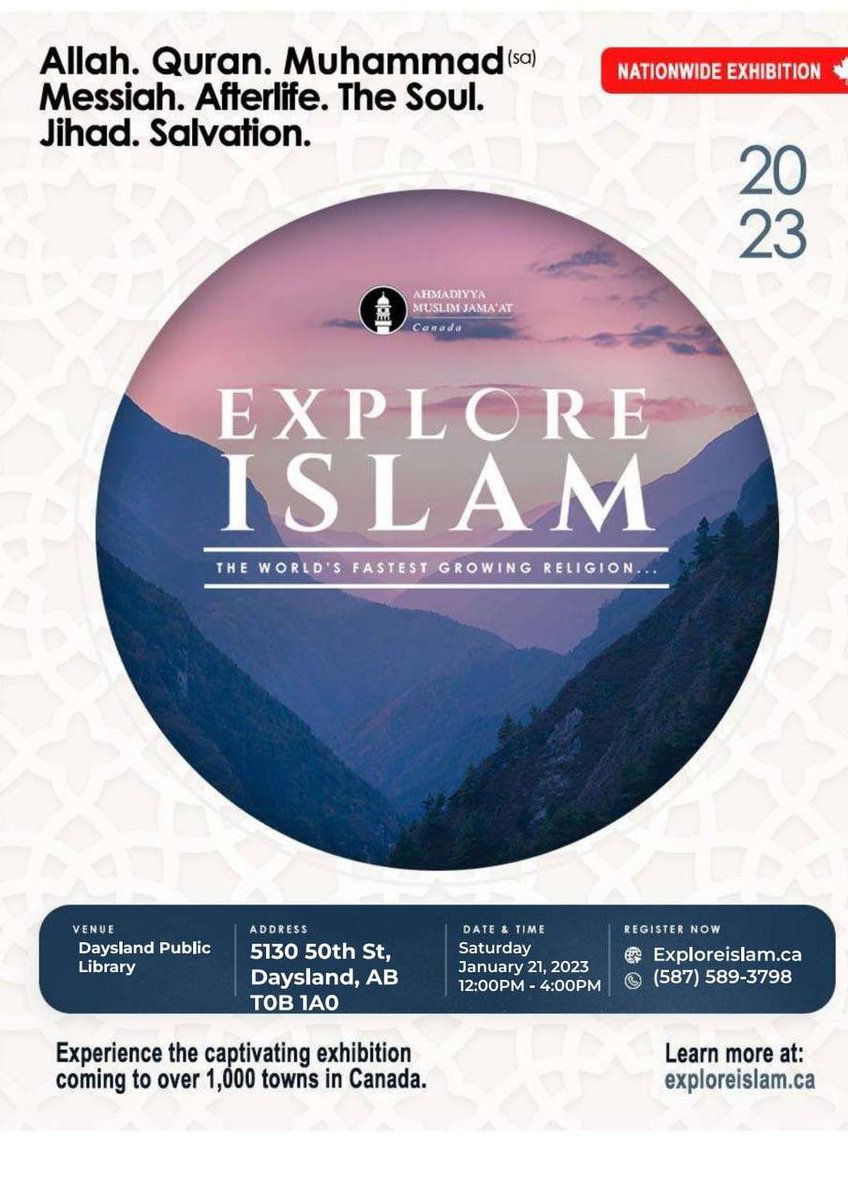 Allah. Quran. Muhammad (sa)
Messiah. Afterlife. The Soul.
Jihad. Salvation.
NATIONWIDE EXHIBITION
20
23
AHMADIYYA
MUSLIM JAMA'AT
Canada
EXPLORE
ISLAM
THE WORLD'S FASTEST GROWING RELIGION...
VENUE
Daysland Public
Library
ADDRESS
5130 50th St,
Daysland, AB
T0B 1A0
DATE & TIME
Saturday
January 21, 2023
12:00PM - 4:00PM
REGISTER NOW
Exploreislam.ca
(587) 589-3798
Experience the captivating exhibition
coming to over 1,000 towns in Canada.
Learn more at:
exploreislam.ca